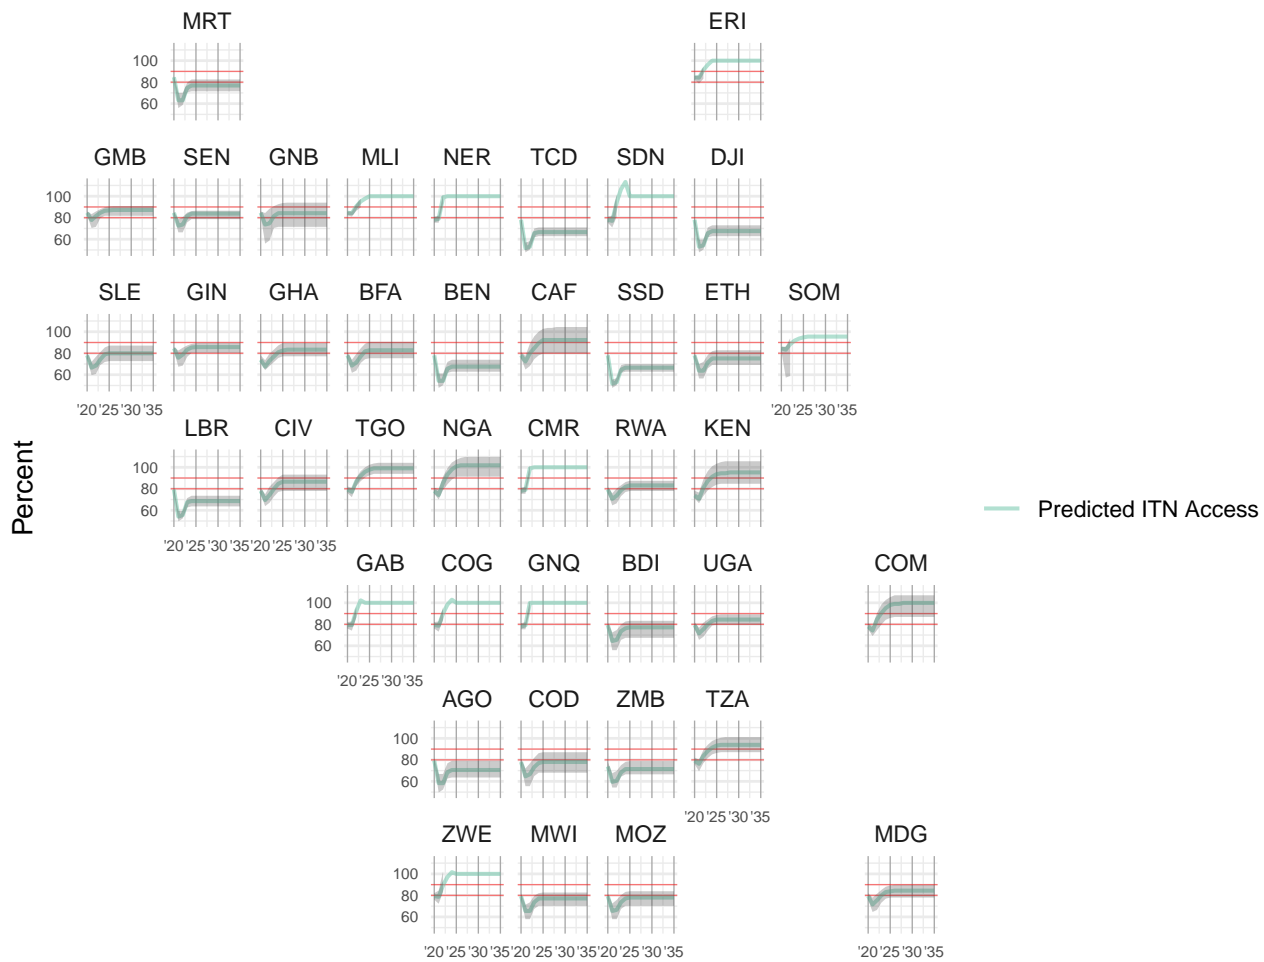 MRT ERI
100
80
60
GMB SEN GNB MLI NER TCD SDN DJI
100
80
60
SLE GIN GHA BFA BEN CAF SSD ETH SOM
100
80
60
'20 '25 '30 '35 '20 '25 '30 '35
LBR CIV TGO NGA CMR RWA KEN
100
80
60
'20 '25 '30 '35 '20 '25 '30 '35
Percent
Predicted ITN Access
GAB COG GNQ BDI UGA COM
100
80
60
'20 '25 '30 '35
AGO COD ZMB TZA
100
80
60
'20 '25 '30 '35
ZWE MWI MOZ MDG
100
80
60
'20 '25 '30 '35 '20 '25 '30 '35 '20 '25 '30 '35 '20 '25 '30 '35